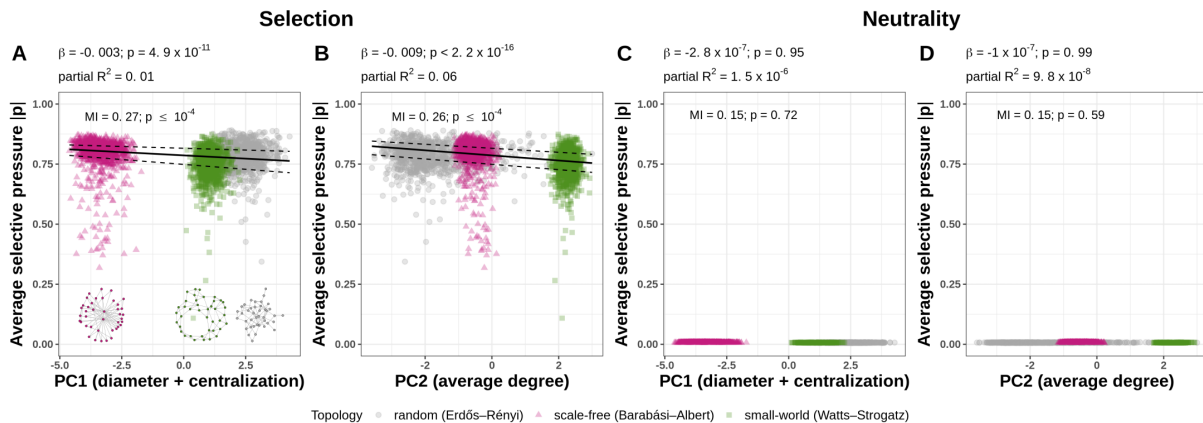 Selection
Neutrality
A
β = -0. 003; p = 4. 9 x 10^-11
partial R^2 = 0. 01
B
β = -0. 009; p < 2. 2 x 10^-16
partial R^2 = 0. 06
C
β = -2. 8 x 10^-7; p = 0. 95
partial R^2 = 1. 5 x 10^-6
D
β = -1 x 10^-7; p = 0. 99
partial R^2 = 9. 8 x 10^-8
Average selective pressure |p|
1.00
0.75
0.50
0.25
0.00
MI = 0. 27; p ≤ 10^-4
-5.0
-2.5
0.0
2.5
PC1 (diameter + centralization)
Average selective pressure |p|
1.00
0.75
0.50
0.25
0.00
MI = 0. 26; p ≤ 10^-4
-2
0
2
PC2 (average degree)
Average selective pressure |p|
1.00
0.75
0.50
0.25
0.00
MI = 0. 15; p = 0. 72
-5.0
-2.5
0.0
2.5
PC1 (diameter + centralization)
Average selective pressure |p|
1.00
0.75
0.50
0.25
0.00
MI = 0. 15; p = 0. 59
-2
0
2
PC2 (average degree)
Topology random (Erdős–Rényi) scale-free (Barabási–Albert) small-world (Watts–Strogatz)